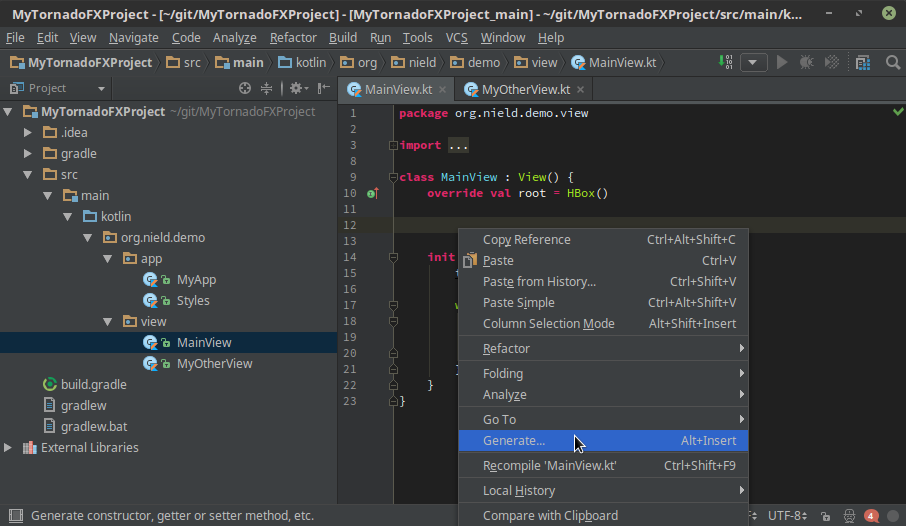 MyTornadoFXProject - [~/git/MyTornadoFXProject] - [MyTornadoFXProject_main] - ~/git/MyTornadoFXProject/src/main/k...
File Edit View Navigate Code Analyze Refactor Build Run Tools VCS Window Help
MyTornadoFXProject src main kotlin org nield demo view MainView.kt
Project
MainView.kt MyOtherView.kt
MyTornadoFXProject ~/git/MyTornadoFXProject
.idea
gradle
src
main
kotlin
org.nield.demo
app
MyApp
Styles
view
MainView
MyOtherView
build.gradle
gradlew
gradlew.bat
External Libraries
1 package org.nield.demo.view
2
3 import ...
8
9 class MainView : View() {
10 override val root = HBox()
11
12
13
14 init
15
16
17
18
19
20
21
22 }
23 }
Copy Reference Ctrl+Alt+Shift+C
Paste Ctrl+V
Paste from History... Ctrl+Shift+V
Paste Simple Ctrl+Alt+Shift+V
Column Selection Mode Alt+Shift+Insert
Refactor
Folding
Analyze
Go To
Generate... Alt+Insert
Recompile 'MainView.kt' Ctrl+Shift+F9
Local History
Compare with Clipboard
Generate constructor, getter or setter method, etc.
UTF-8 4